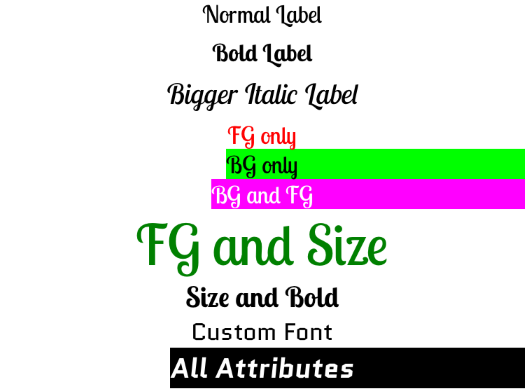 Normal Label
Bold Label
Bigger Italic Label
FG only
BG only
BG and FG
FG and Size
Size and Bold
Custom Font
All Attributes